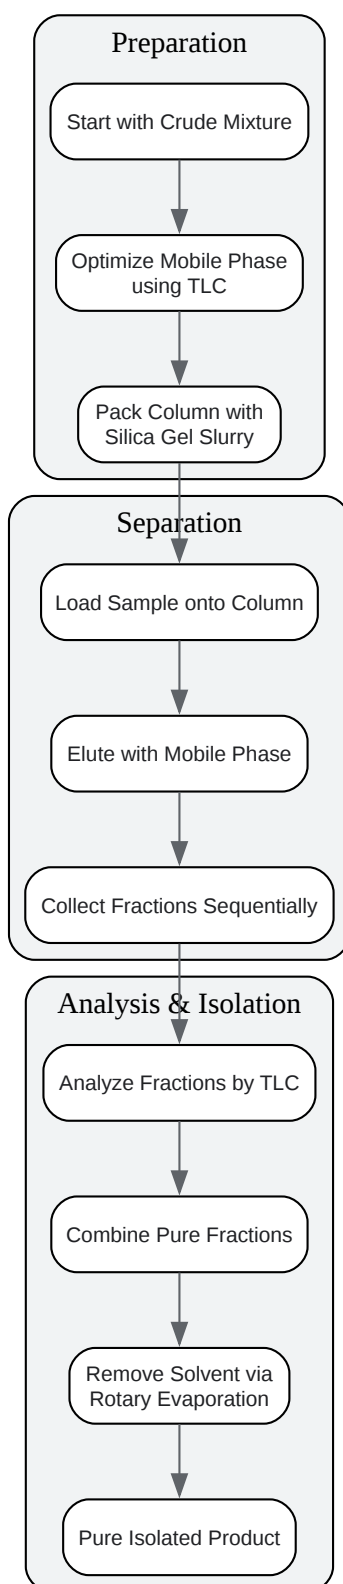 Preparation
Start with Crude Mixture
Optimize Mobile Phase
using TLC
Pack Column with
Silica Gel Slurry
Separation
Load Sample onto Column
Elute with Mobile Phase
Collect Fractions Sequentially
Analysis & Isolation
Analyze Fractions by TLC
Combine Pure Fractions
Remove Solvent via
Rotary Evaporation
Pure Isolated Product